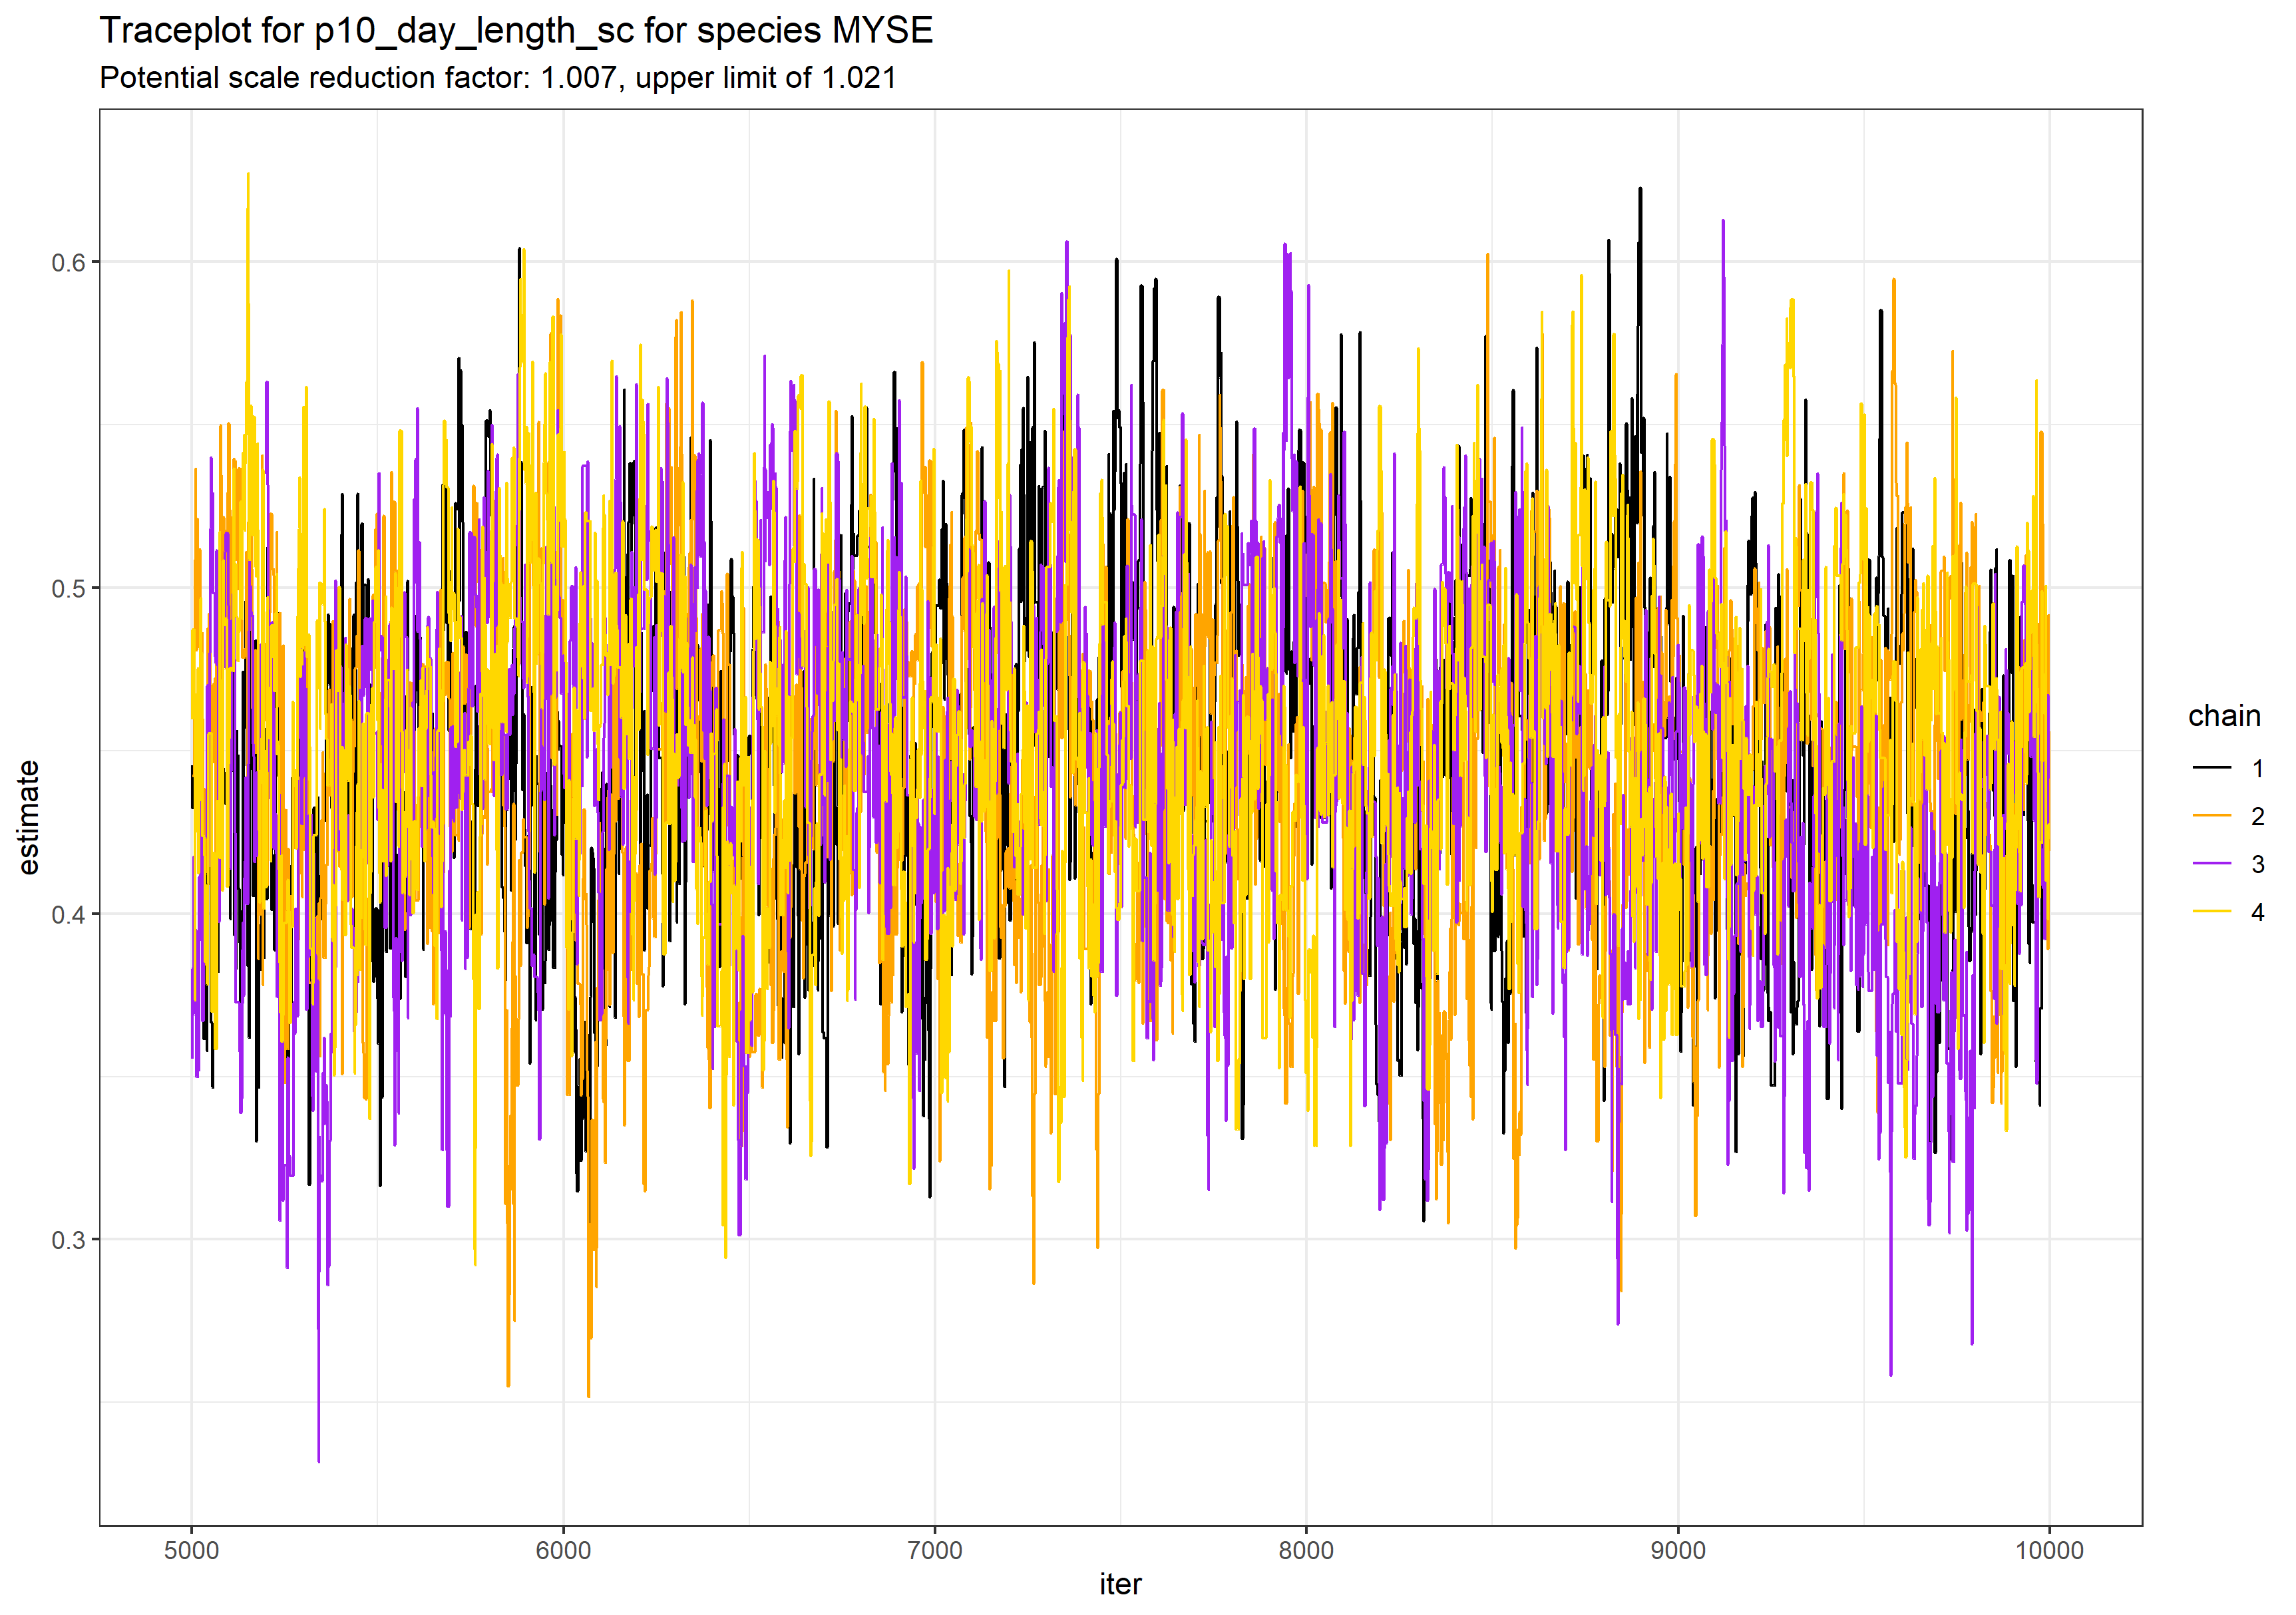 Traceplot for p10_day_length_sc for species MYSE
Potential scale reduction factor: 1.007, upper limit of 1.021
estimate
0.6
0.5
0.4
0.3
5000 6000 7000 8000 9000 10000
iter
chain
1
2
3
4